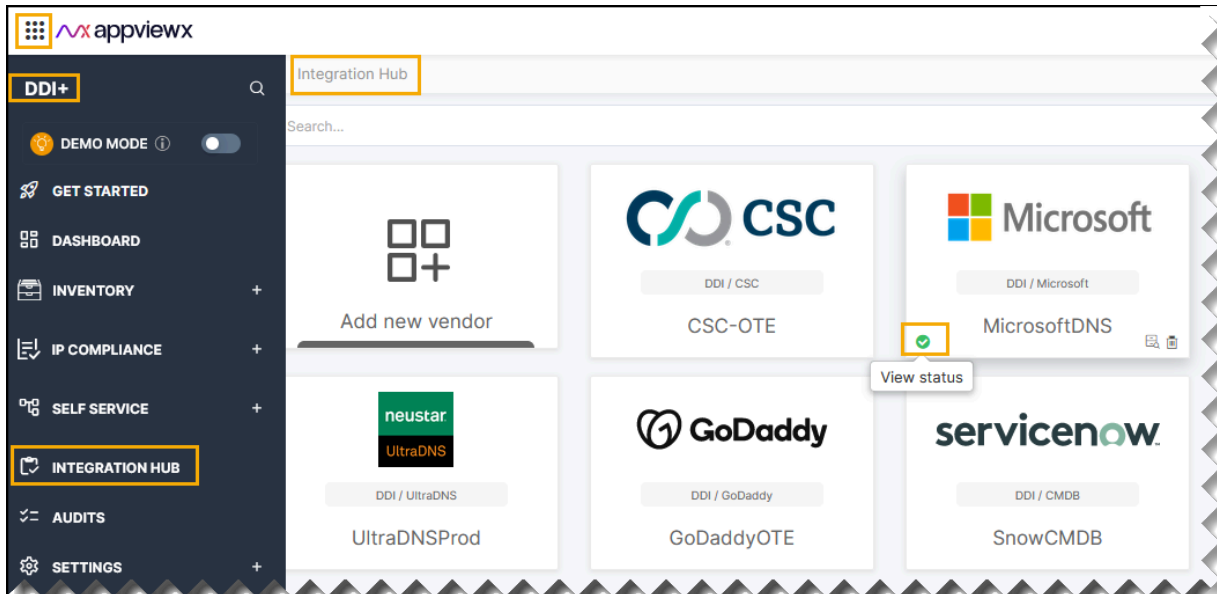 appviewx
DDI+
DEMO MODE
GET STARTED
DASHBOARD
INVENTORY +
IP COMPLIANCE +
SELF SERVICE +
INTEGRATION HUB
AUDITS
SETTINGS +
Integration Hub
Search...
Add new vendor
CSC
DDI / CSC
CSC-OTE
Microsoft
DDI / Microsoft
MicrosoftDNS
View status
neustar
UltraDNS
DDI / UltraDNS
UltraDNSProd
GoDaddy
DDI / GoDaddy
GoDaddyOTE
servicenow.
DDI / CMDB
SnowCMDB